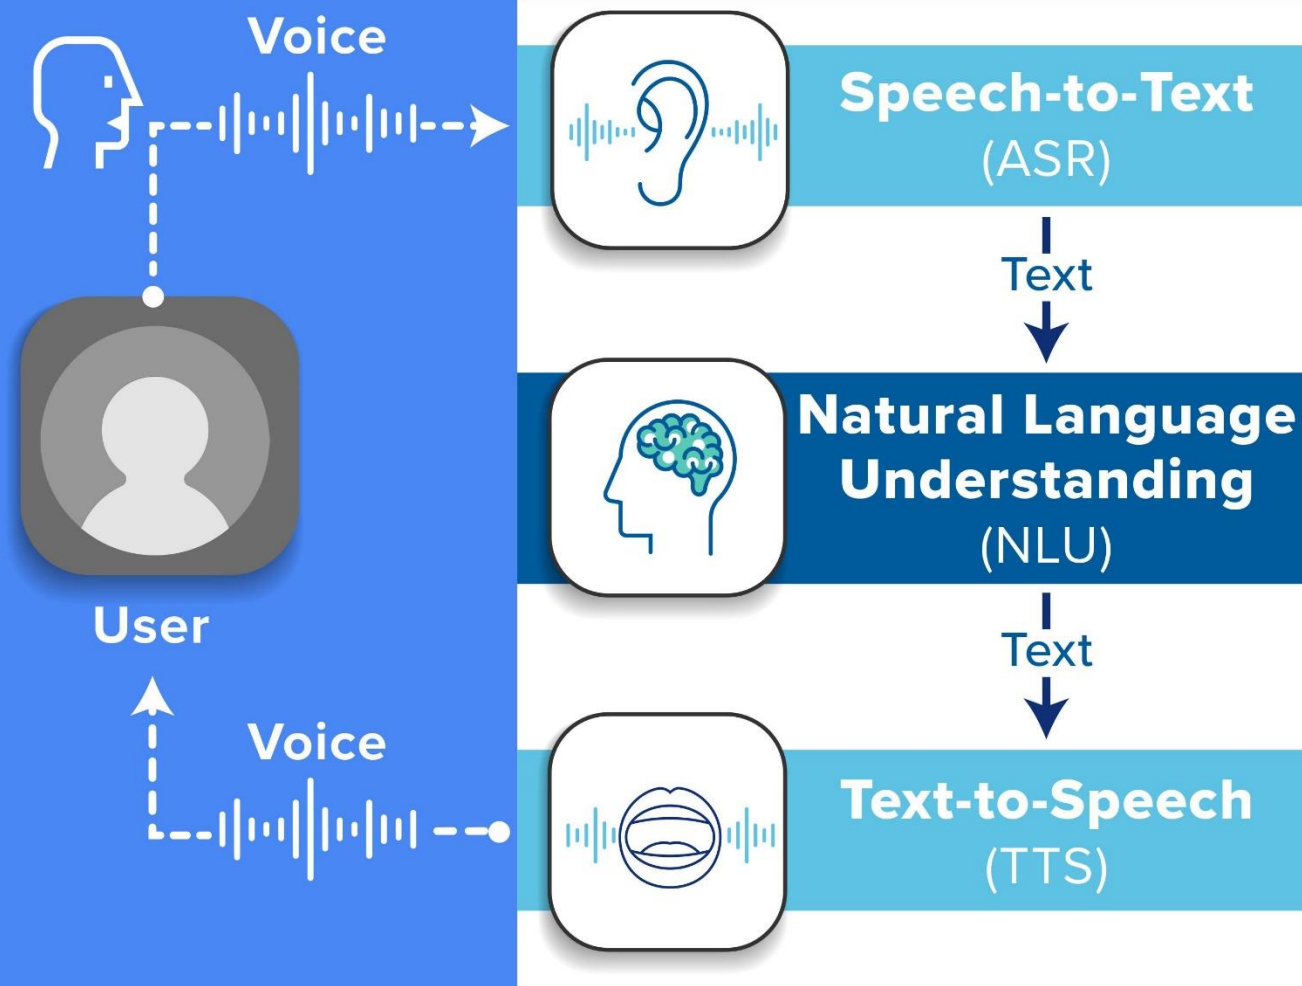 Voice
Speech-to-Text
(ASR)
Text
Natural Language
Understanding
(NLU)
User
Text
Voice
Text-to-Speech
(TTS)